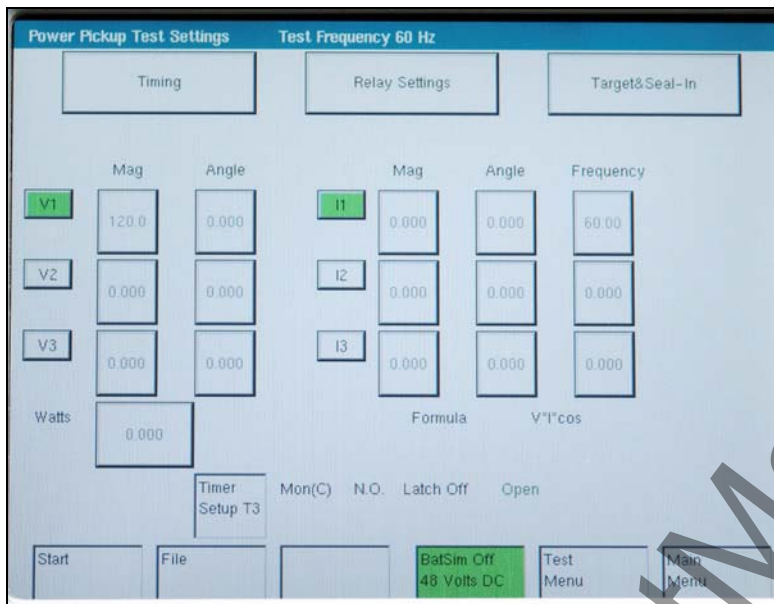 Power Pickup Test Settings Test Frequency 60 Hz
Timing Relay Settings Target&Seal-In
Mag Angle Mag Angle Frequency
V1 120.0 0.000 I1 0.000 0.000 60.00
V2 0.000 0.000 I2 0.000 0.000 0.000
V3 0.000 0.000 I3 0.000 0.000 0.000
Watts 0.000 Formula V*I*cos
Timer Mon(C) N.O. Latch Off Open
Setup T3
Start File BatSim Off Test Main
48 Volts DC Menu Menu